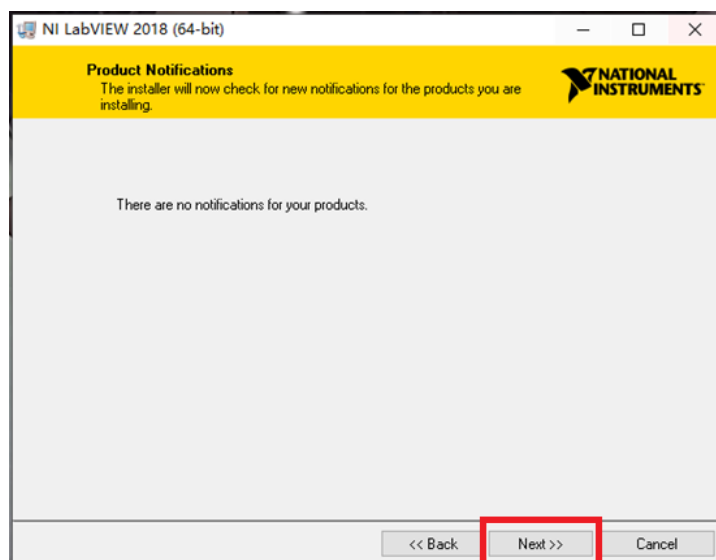 NI LabVIEW 2018 (64-bit)
Product Notifications
The installer will now check for new notifications for the products you are
installing.
NATIONAL
INSTRUMENTS
There are no notifications for your products.
<< Back
Next >>
Cancel